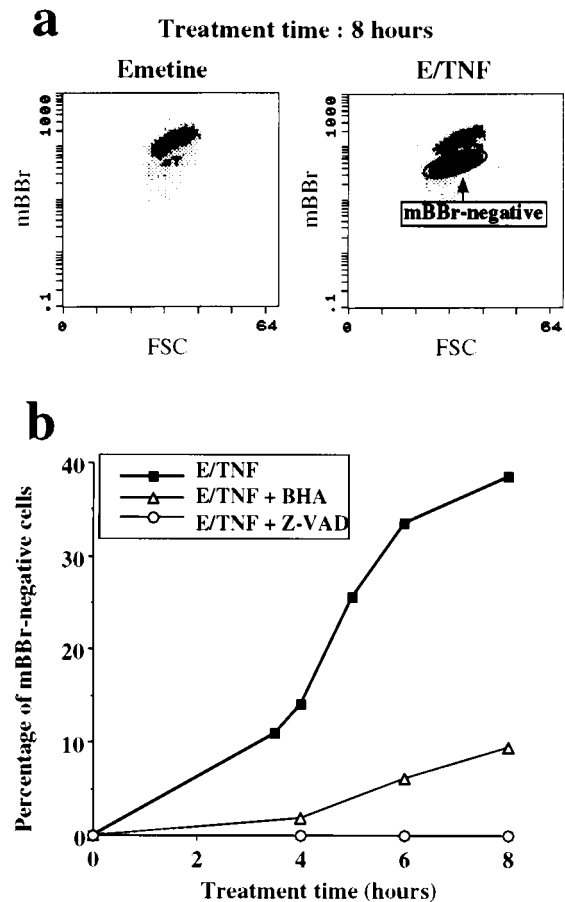 a
Treatment time : 8 hours
Emetine
E/TNF
mBBr
1000
.1
0
64
FSC
mBBr
1000
.1
mBBr-negative
0
64
FSC
b
Percentage of mBBr-negative cells
40
30
20
10
0
E/TNF
E/TNF + BHA
E/TNF + Z-VAD
0 2 4 6 8
Treatment time (hours)